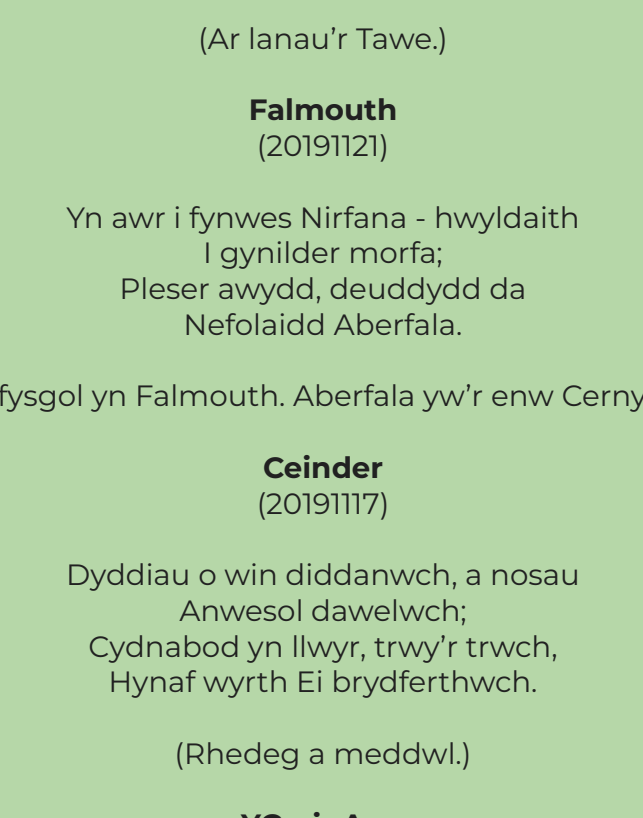 (Ar lanau’r Tawe.)
Falmouth
(20191121)
Yn awr i fynwes Nirfana - hwyldaith
I gynilder morfa;
Pleser awydd, deuddydd da
Nefolaidd Aberfala.
fysgol yn Falmouth. Aberfala yw’r enw Cerny
Ceinder
(20191117)
Dyddiau o win diddanwch, a nosau
Anwesol dawelwch;
Cydnabod yn llwyr, trwy’r trwch,
Hynaf wyrth Ei brydferthwch.
(Rhedeg a meddwl.)